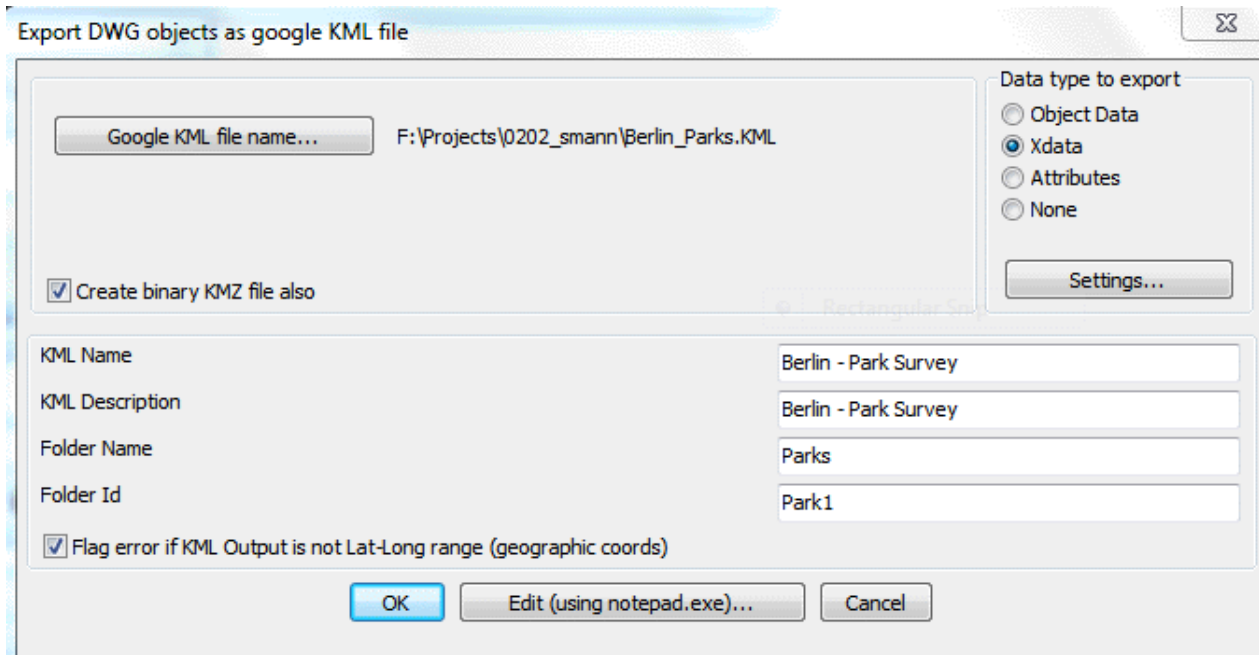 Export DWG objects as google KML file
Data type to export
Google KML file name... F:\Projects\0202_smann\Berlin_Parks.KML
Object Data
Xdata
Attributes
None
Create binary KMZ file also
Settings...
Rectangular Snip
KML Name Berlin - Park Survey
KML Description Berlin - Park Survey
Folder Name Parks
Folder Id Park1
Flag error if KML Output is not Lat-Long range (geographic coords)
OK Edit (using notepad.exe)... Cancel